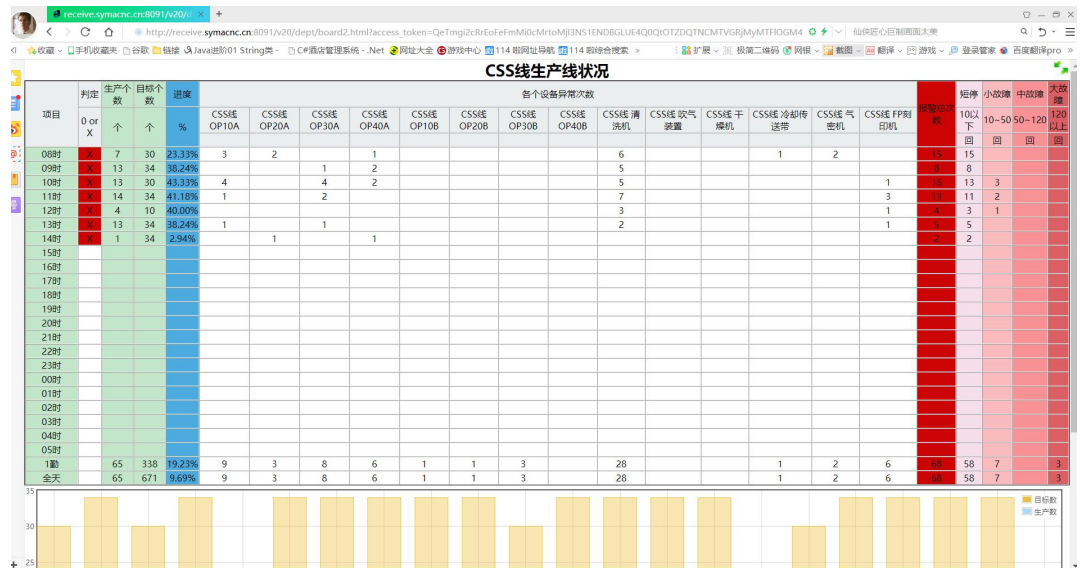 receive.symacnc.cn:8091/v20/d
http://receive.symacnc.cn:8091/v20/dept/board2.html?access_token=QeTmgi2cRrEoFeFmMi0cMrtoMjI3NS1ENDBGLUE4Q0QtOTZDQTNCMTVGRjMyMTFlOGM4 仙侠匠心巨制画面太美
收藏 手机收藏夹 谷歌 链接 Java进阶01 String类 - C#酒店管理系统 - .Net 网址大全 游戏中心 114啦网址导航 114啦综合搜索 » 扩展 极简二维码 网银 截图 翻译 游戏 登录管家 百度翻译pro »
CSS线生产线状况
项目 判定 生产个数 目标个数 进度 各个设备异常次数 报警总次数 短停 小故障 中故障 大故障
0 or X 个 个 % CSS线 OP10A CSS线 OP20A CSS线 OP30A CSS线 OP40A CSS线 OP10B CSS线 OP20B CSS线 OP30B CSS线 OP40B CSS线 清洗机 CSS线 吹气装置 CSS线 干燥机 CSS线 冷却传送带 CSS线 气密机 CSS线 FP刻印机 10以下 10~50 50~120 120以上
回 回 回 回
08时 X 7 30 23.33% 3 2 1 6 1 2 15 15
09时 X 13 34 38.24% 1 2 5 8 8
10时 X 13 30 43.33% 4 4 2 5 1 16 13 3
11时 X 14 34 41.18% 1 2 7 3 13 11 2
12时 X 4 10 40.00% 3 1 4 3 1
13时 X 13 34 38.24% 1 1 2 1 5 5
14时 X 1 34 2.94% 1 1 2 2
15时
16时
17时
18时
19时
20时
21时
22时
23时
00时
01时
02时
03时
04时
05时
1勤 65 338 19.23% 9 3 8 6 1 1 3 28 1 2 6 68 58 7 3
全天 65 671 9.69% 9 3 8 6 1 1 3 28 1 2 6 68 58 7 3
35
目标数
生产数
30
25